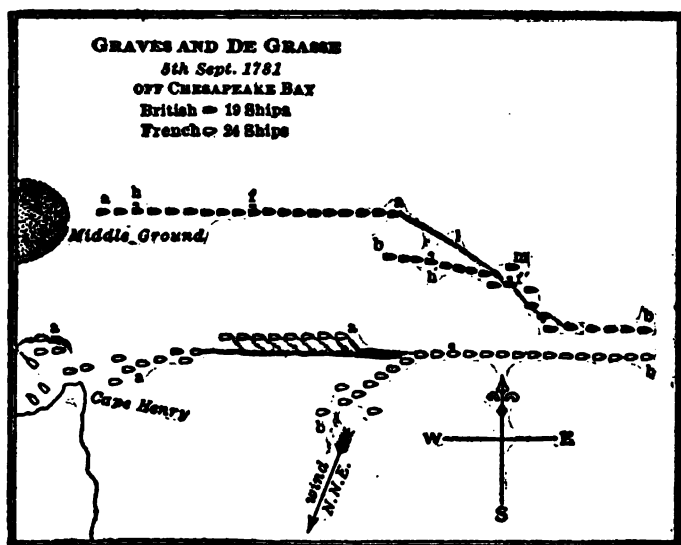 GRAVES AND DE GRASSE
5th Sept. 1781
OFF CHESAPEAKE BAY
British 19 Ships
French 24 Ships
a h f a
Middle Ground
b h m f
b
a a
a b
Cape Henry
W E
S
wind
N.N.E.